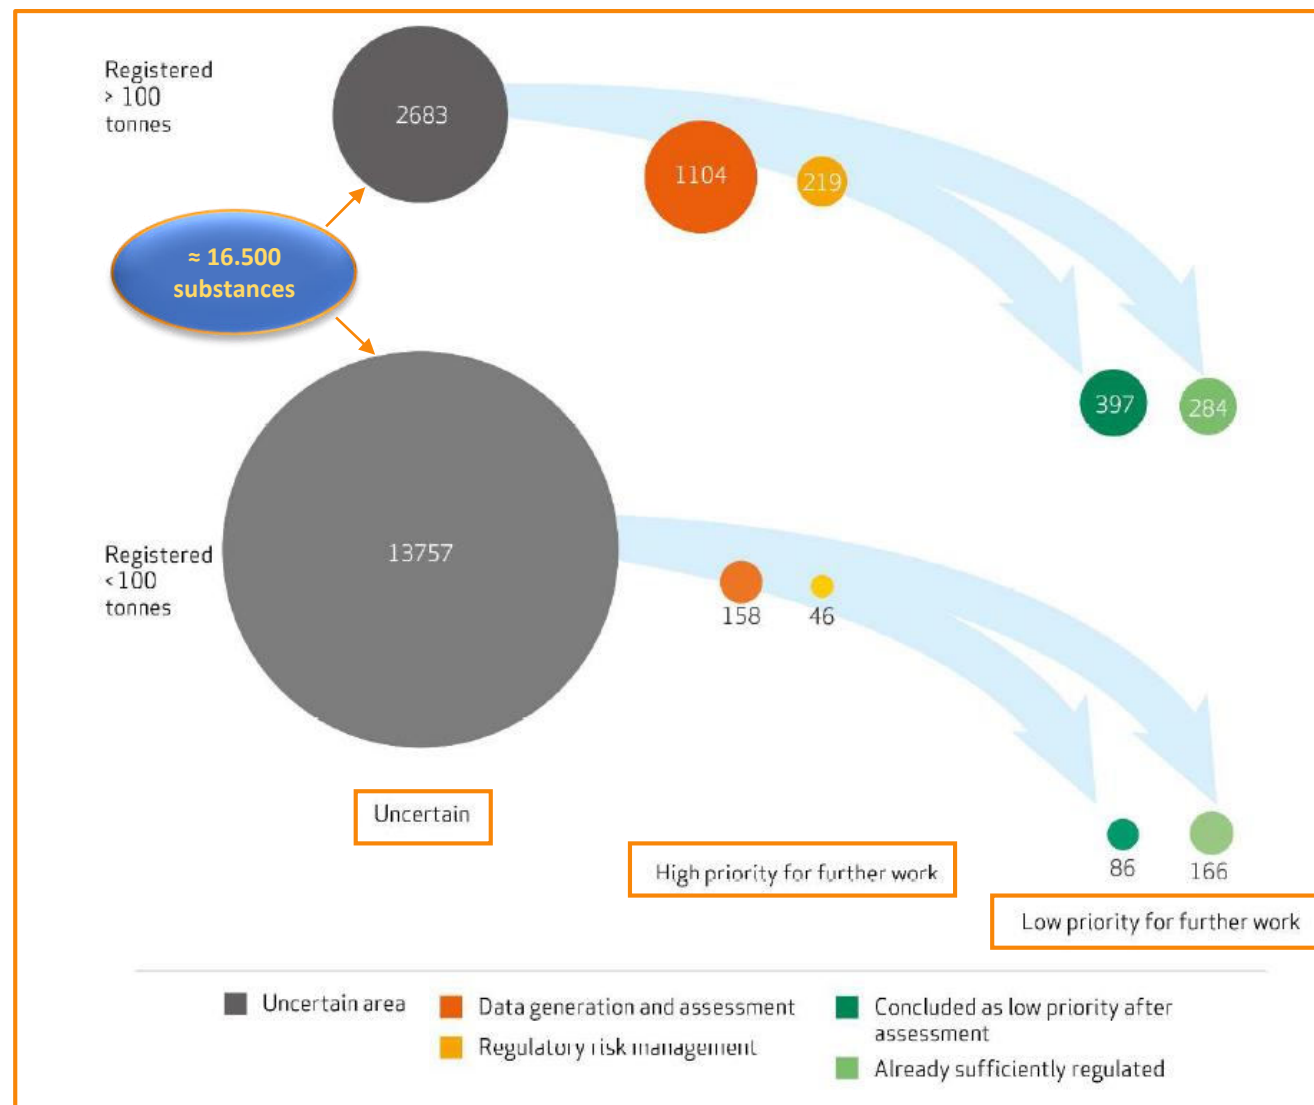 Registered
> 100
tonnes
2683
1104
219
≈ 16.500
substances
397
284
Registered
<100
tonnes
13757
158
46
86
166
Uncertain
High priority for further work
Low priority for further work
Uncertain area
Data generation and assessment
Regulatory risk management
Concluded as low priority after
assessment
Already sufficiently regulated